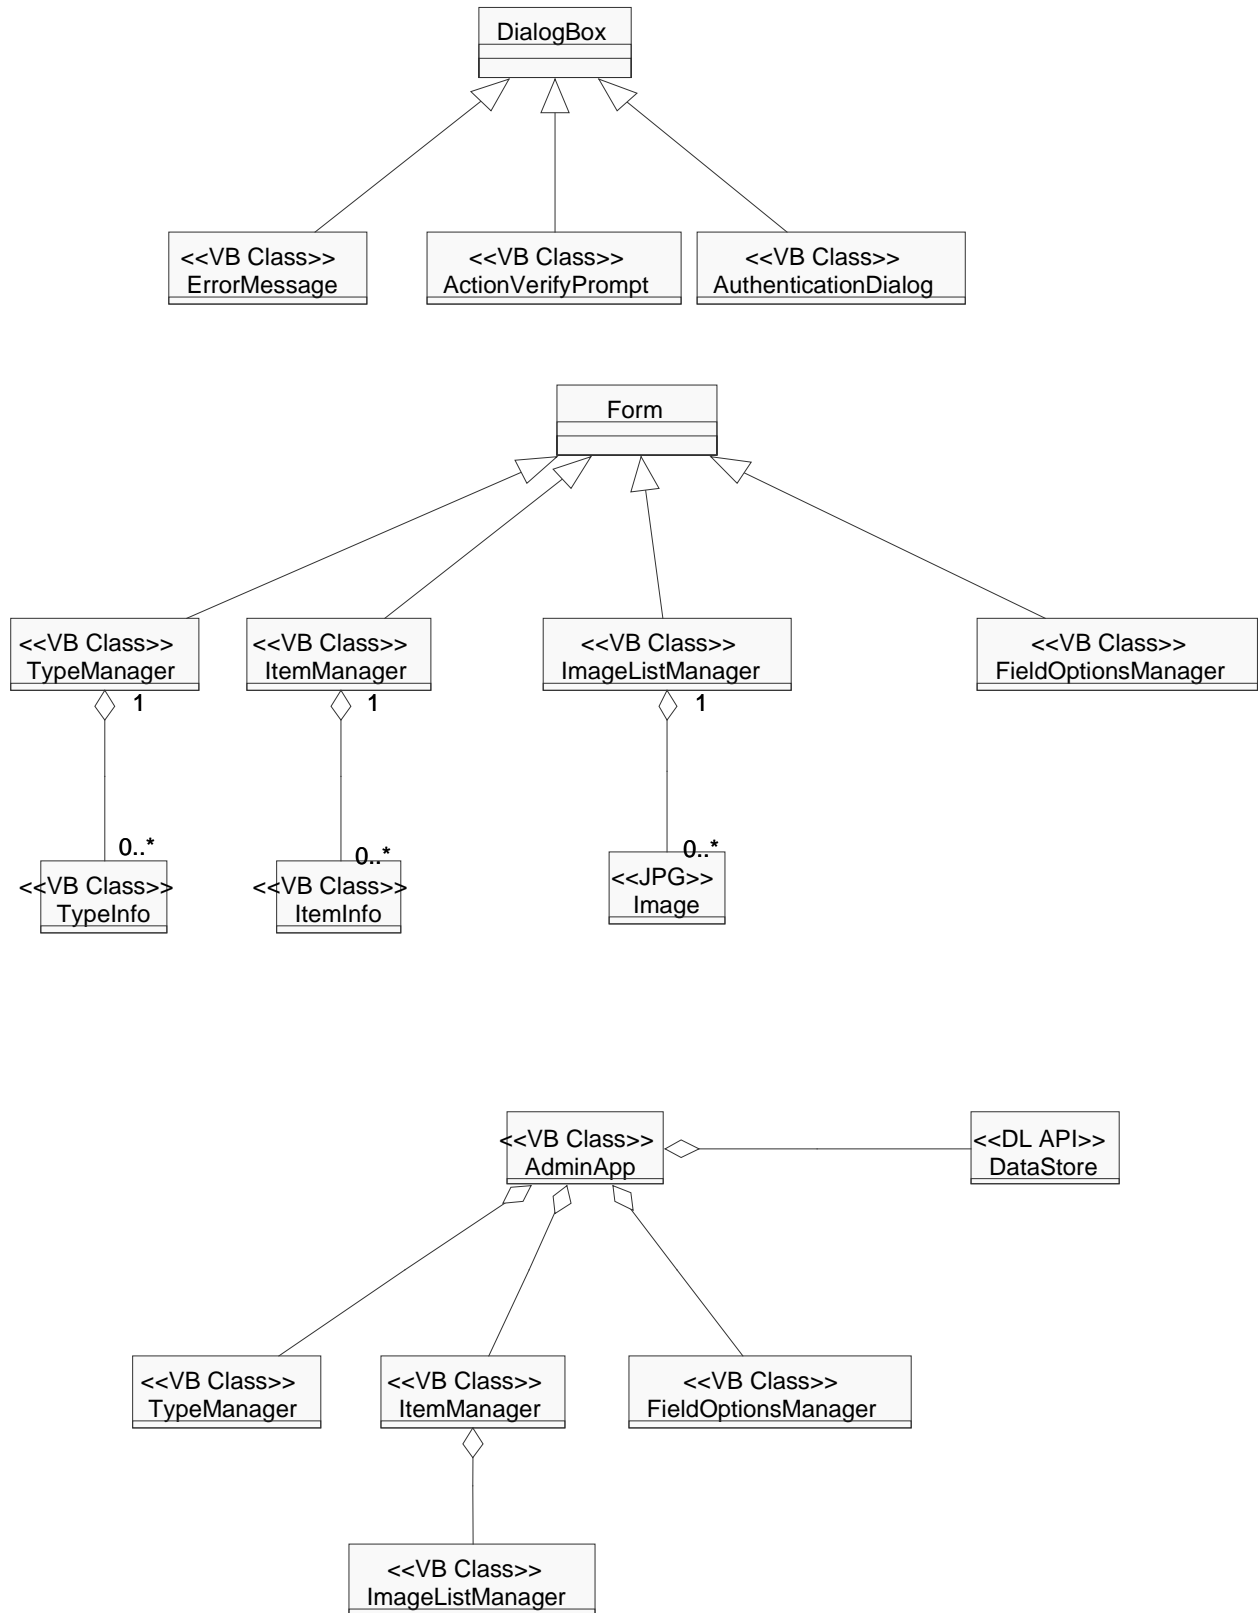 DialogBox
<<VB Class>>
ErrorMessage
<<VB Class>>
ActionVerifyPrompt
<<VB Class>>
AuthenticationDialog
Form
<<VB Class>>
TypeManager
<<VB Class>>
ItemManager
<<VB Class>>
ImageListManager
<<VB Class>>
FieldOptionsManager
1
1
1
0..*
0..*
0..*
<<VB Class>>
TypeInfo
<<VB Class>>
ItemInfo
<<JPG>>
Image
<<VB Class>>
AdminApp
<<DL API>>
DataStore
<<VB Class>>
TypeManager
<<VB Class>>
ItemManager
<<VB Class>>
FieldOptionsManager
<<VB Class>>
ImageListManager